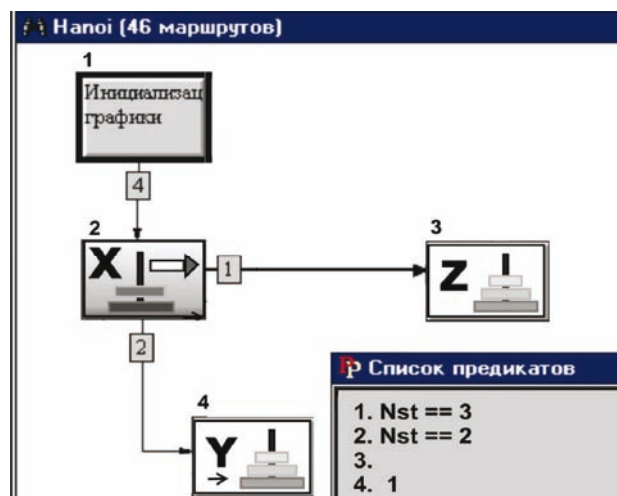 Hanoi (46 маршрутов)
1
Инициализац
графики
4
2
X
1
3
Z
2
4
Y
PP Список предикатов
1. Nst == 3
2. Nst == 2
3.
4. 1